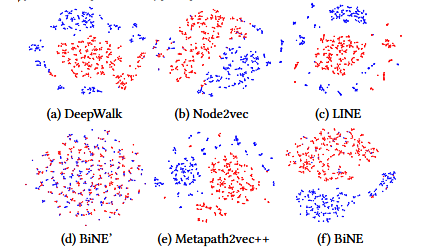 (a) DeepWalk (b) Node2vec (c) LINE
(d) BiNE' (e) Metapath2vec++ (f) BiNE